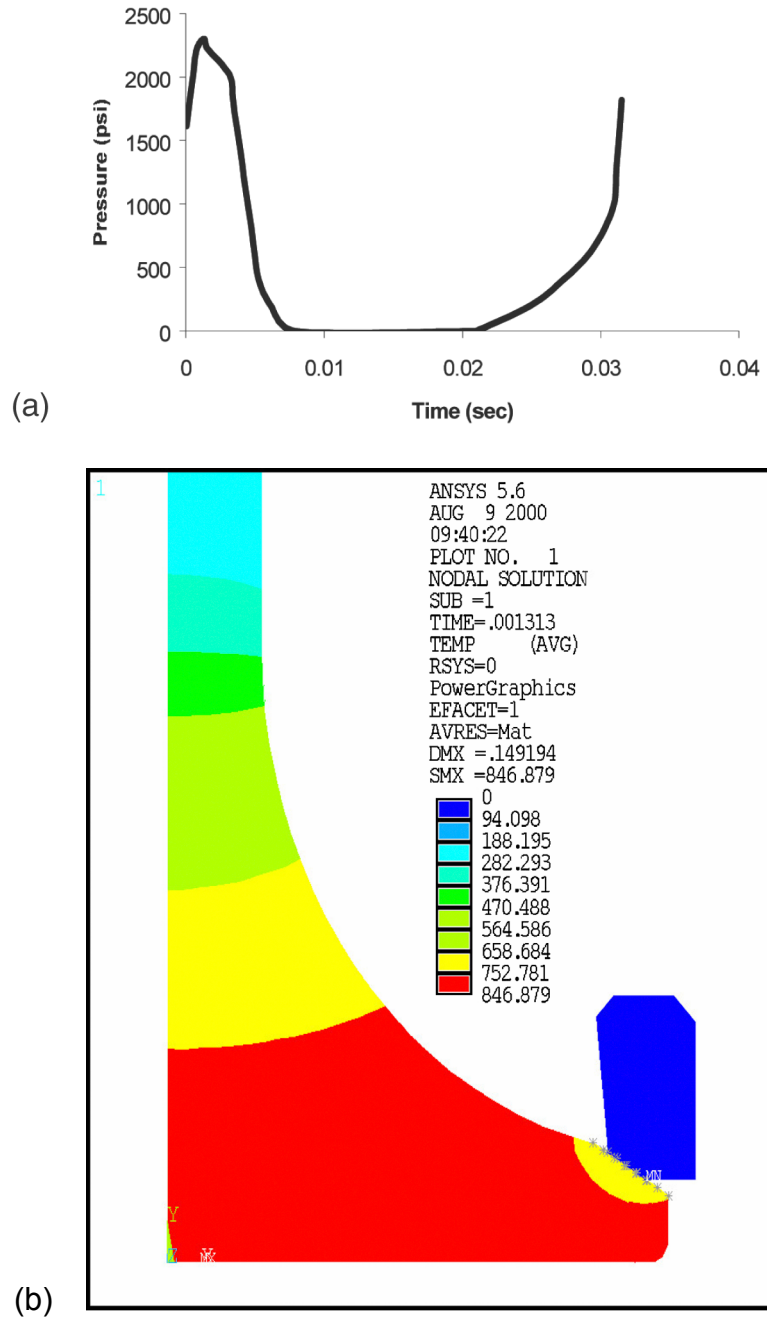 2500
2000
1500
1000
500
0
Pressure (psi)
0 0.01 0.02 0.03 0.04
Time (sec)
(a)
1
ANSYS 5.6
AUG 9 2000
09:40:22
PLOT NO. 1
NODAL SOLUTION
SUB =1
TIME=.001313
TEMP (AVG)
RSYS=0
PowerGraphics
EFACET=1
AVRES=Mat
DMX =.149194
SMX =846.879
0
94.098
188.195
282.293
376.391
470.488
564.586
658.684
752.781
846.879
MN
Y
Z
MX
(b)